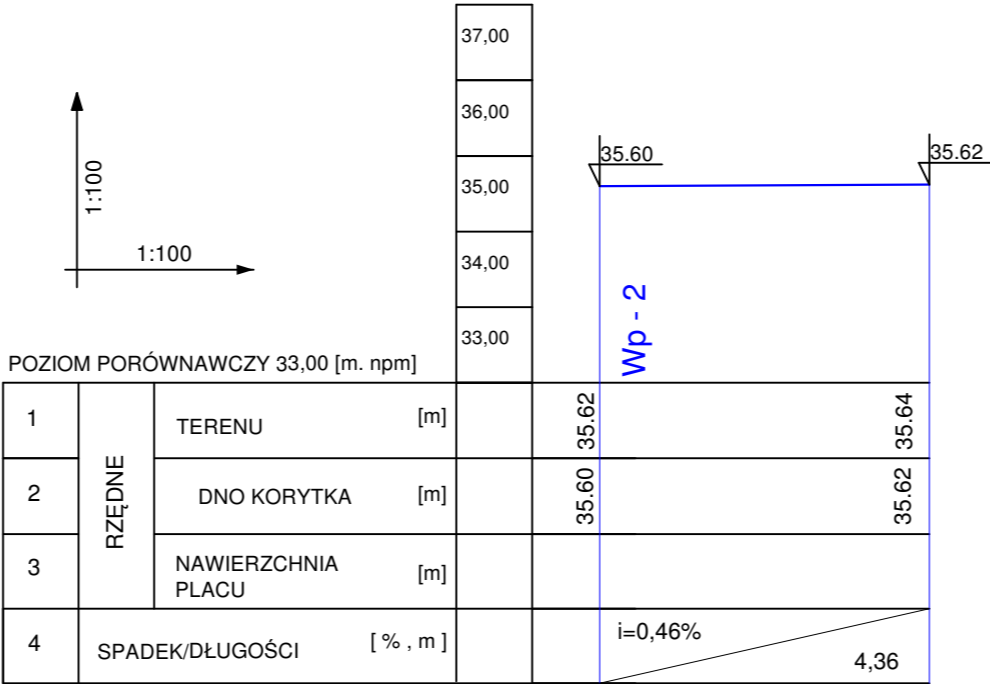 37,00
36,00
35,00
34,00
33,00
1:100
1:100
35.60
35.62
Wp - 2
POZIOM PORÓWNAWCZY 33,00 [m. npm]
RZĘDNE
1 TERENU [m] 35.62 35.64
2 DNO KORYTKA [m] 35.60 35.62
3 NAWIERZCHNIA PLACU [m]
4 SPADEK/DŁUGOŚCI [ % , m ] i=0,46% 4,36